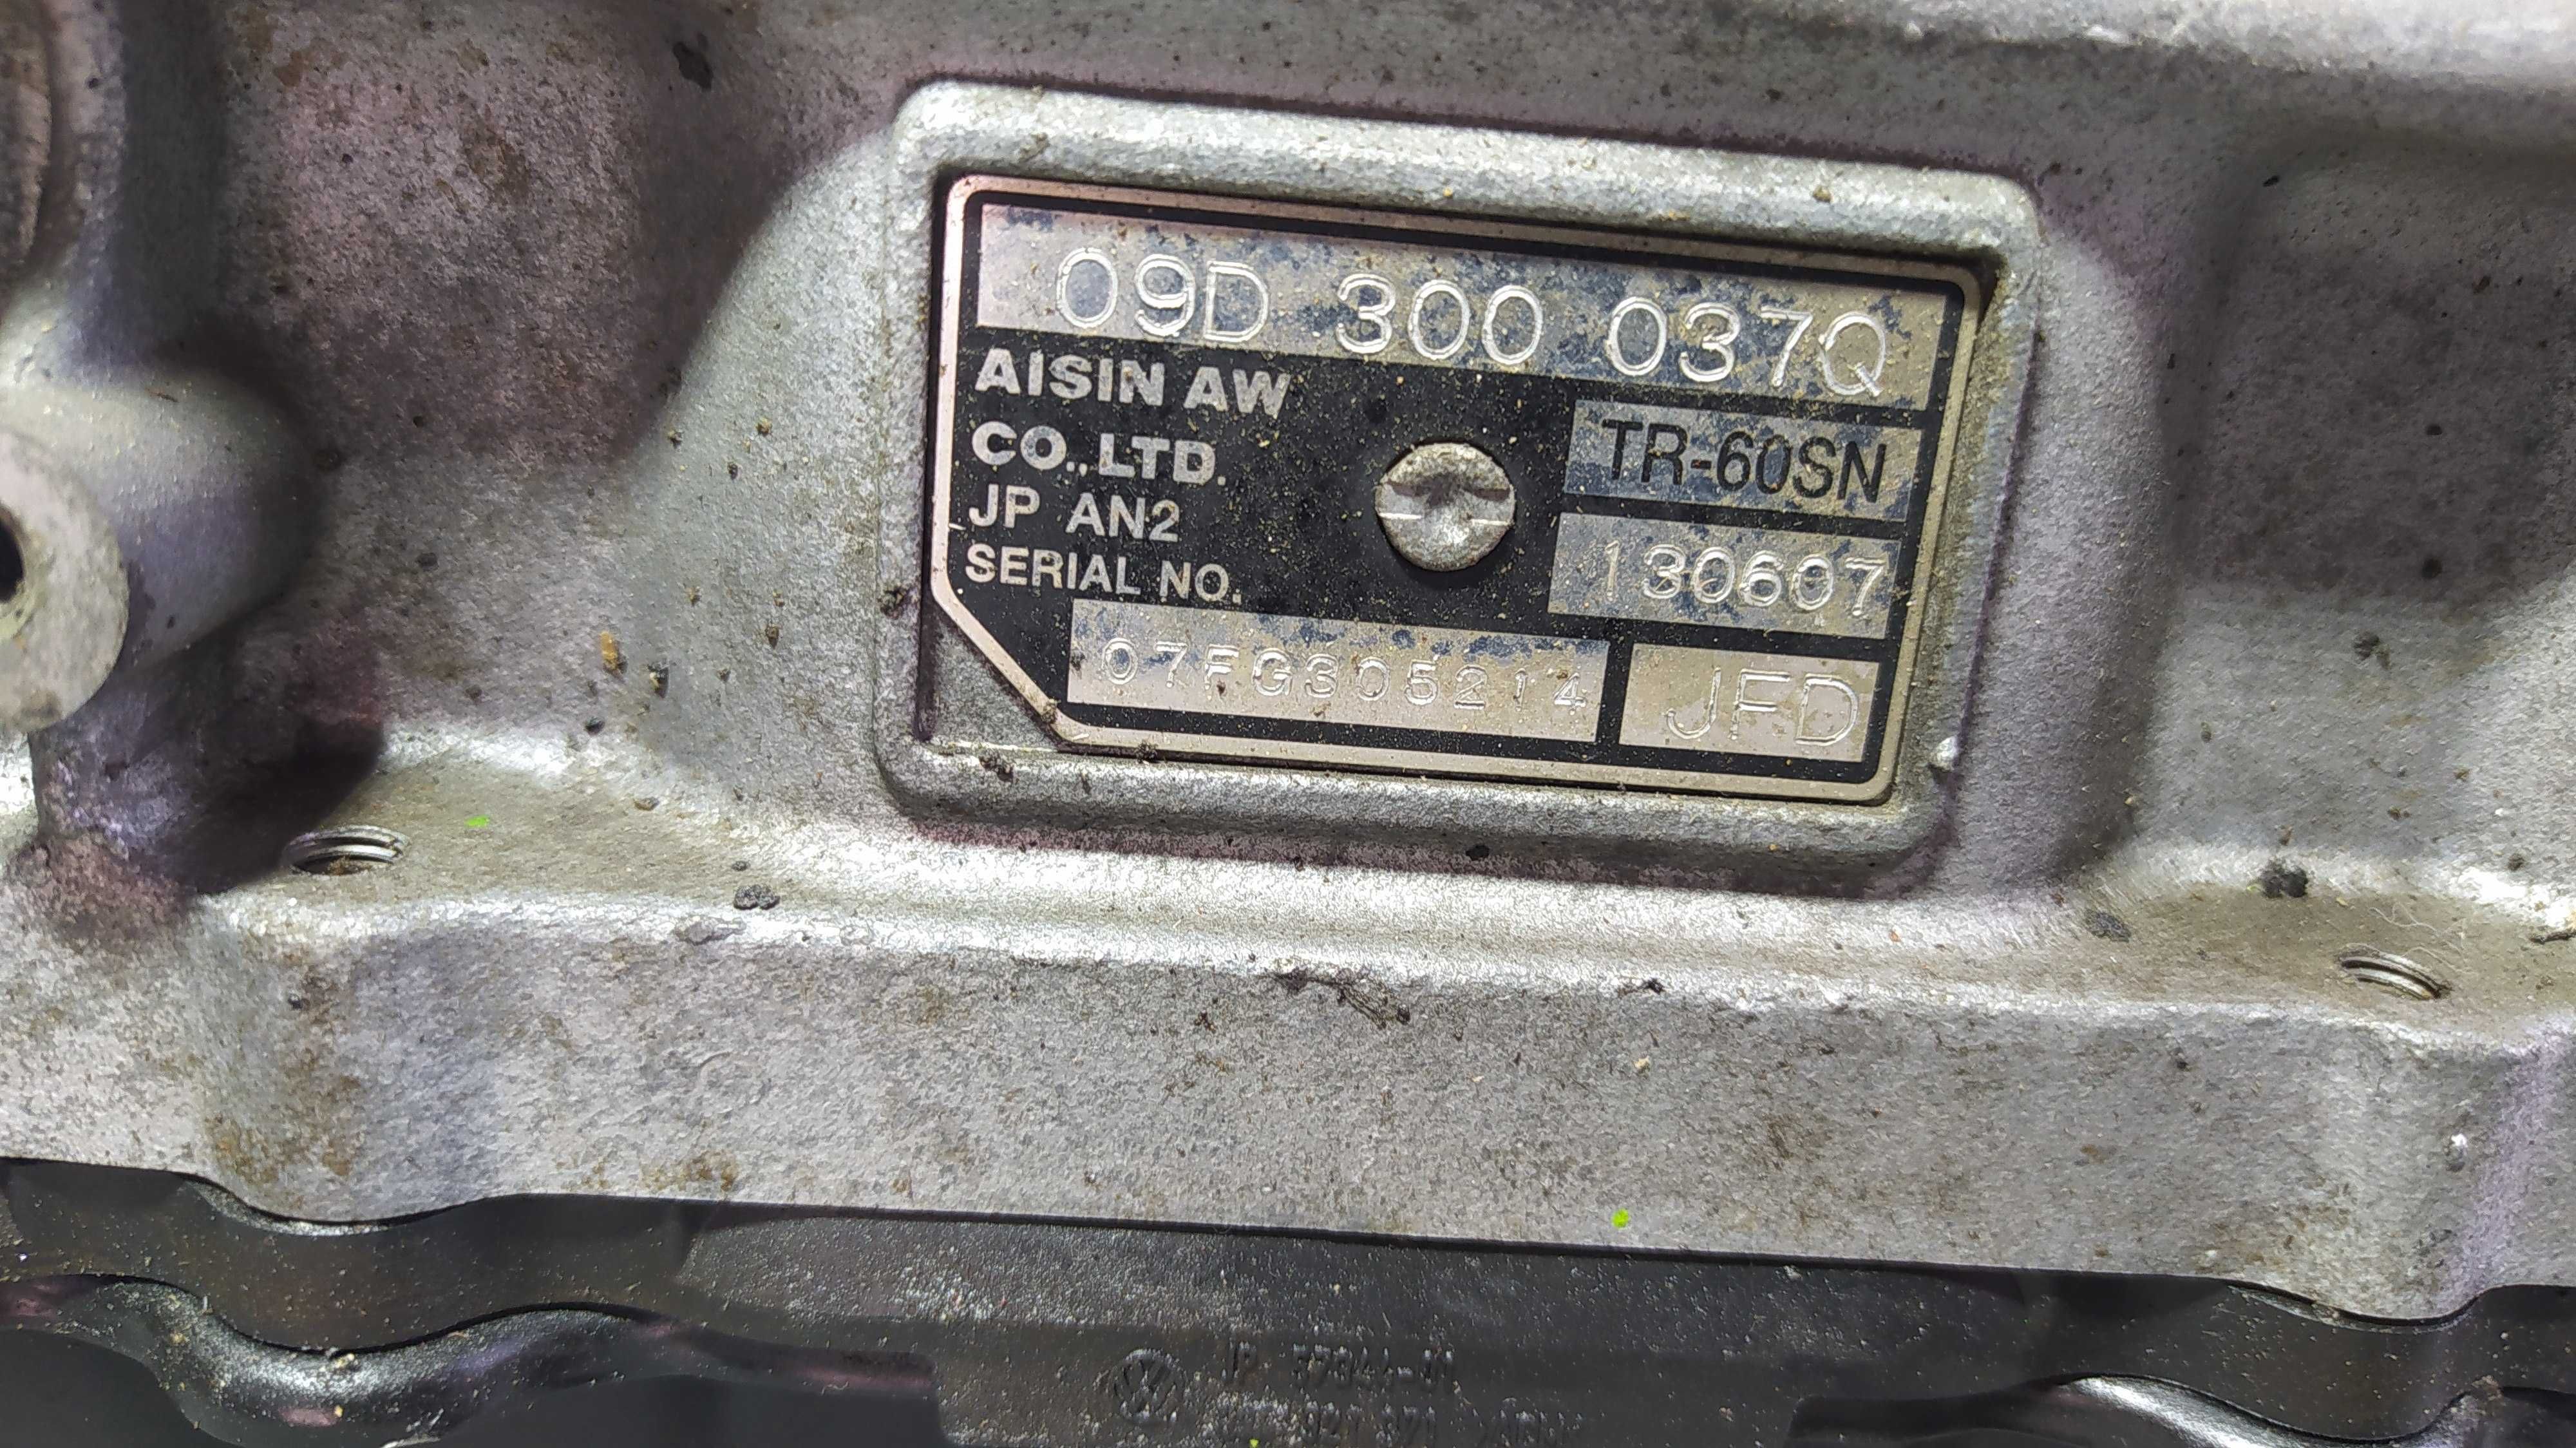 09D 300 037Q
AISIN AW
CO., LTD.
TR-60SN
JP AN2
130607
SERIAL NO.
07FG305214
JFD